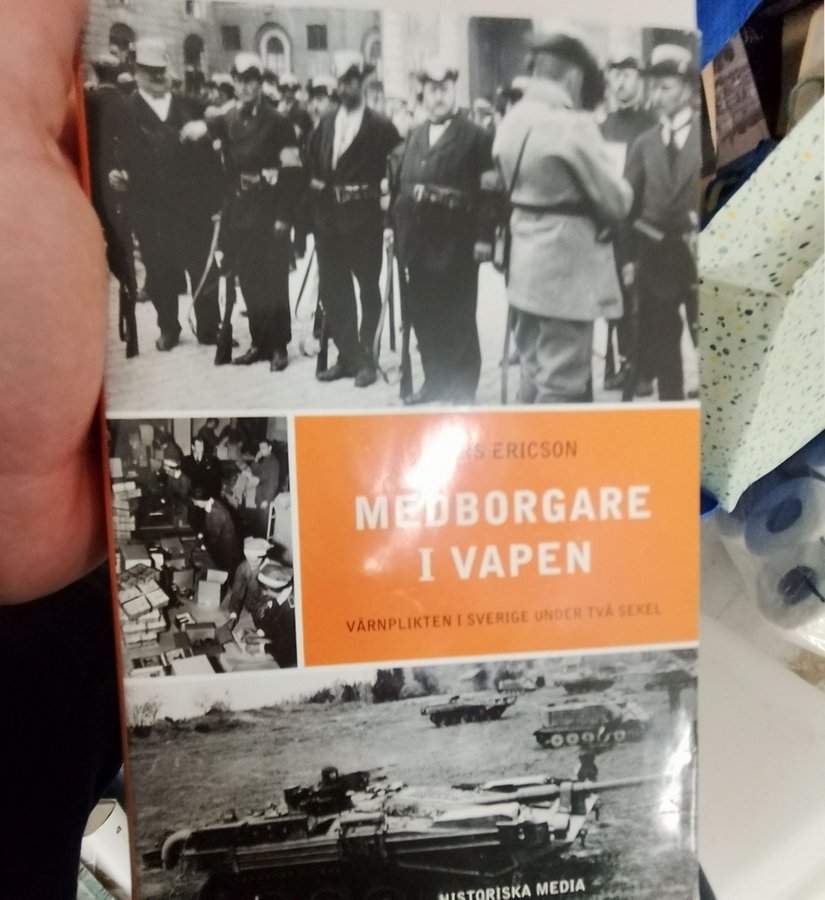 ERICSON
MEDBORGARE
I VAPEN
VÄRNPLIKTEN I SVERIGE UNDER TVÅ SEKEL
HISTORISKA MEDIA